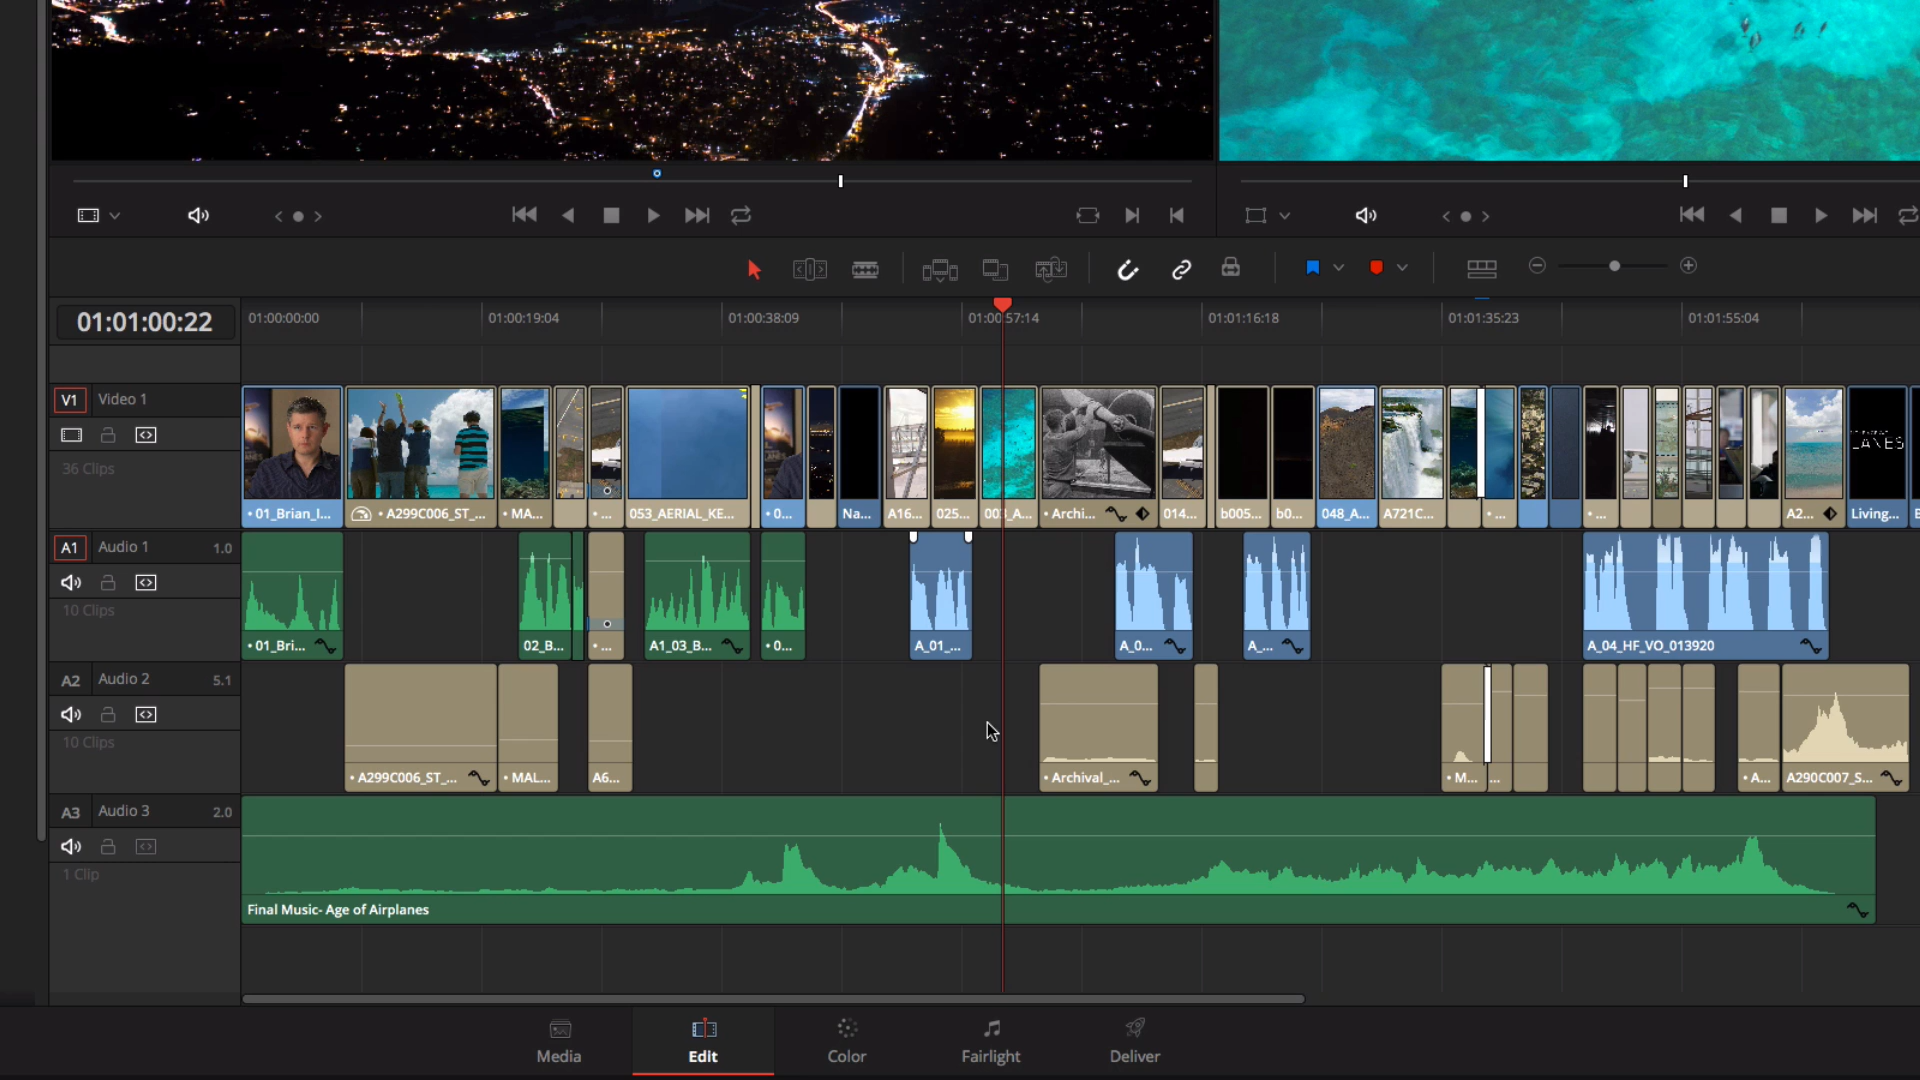 01:01:00:22
01:00:00:00
01:00:19:04
01:00:38:09
01:00:57:14
01:01:16:18
01:01:35:23
01:01:55:04
V1 Video 1
36 Clips
LANES
• 01_Brian_I...
• A299C006_ST_...
• MA...
• ...
053_AERIAL_KE...
• 0...
Na...
A16...
025...
003_A...
• Archi...
014...
b005...
b0...
048_A...
A721C...
• ...
• ...
A2...
Living...
A1 Audio 1 1.0
10 Clips
• 01_Bri...
02_B...
• ...
A1_03_B...
• 0...
A_01_...
A_0...
A_...
A_04_HF_VO_013920
A2 Audio 2 5.1
10 Clips
• A299C006_ST_...
• MAL...
A6...
• Archival_...
• M...
...
• A...
A290C007_S...
A3 Audio 3 2.0
1 Clip
Final Music- Age of Airplanes
Media
Edit
Color
Fairlight
Deliver